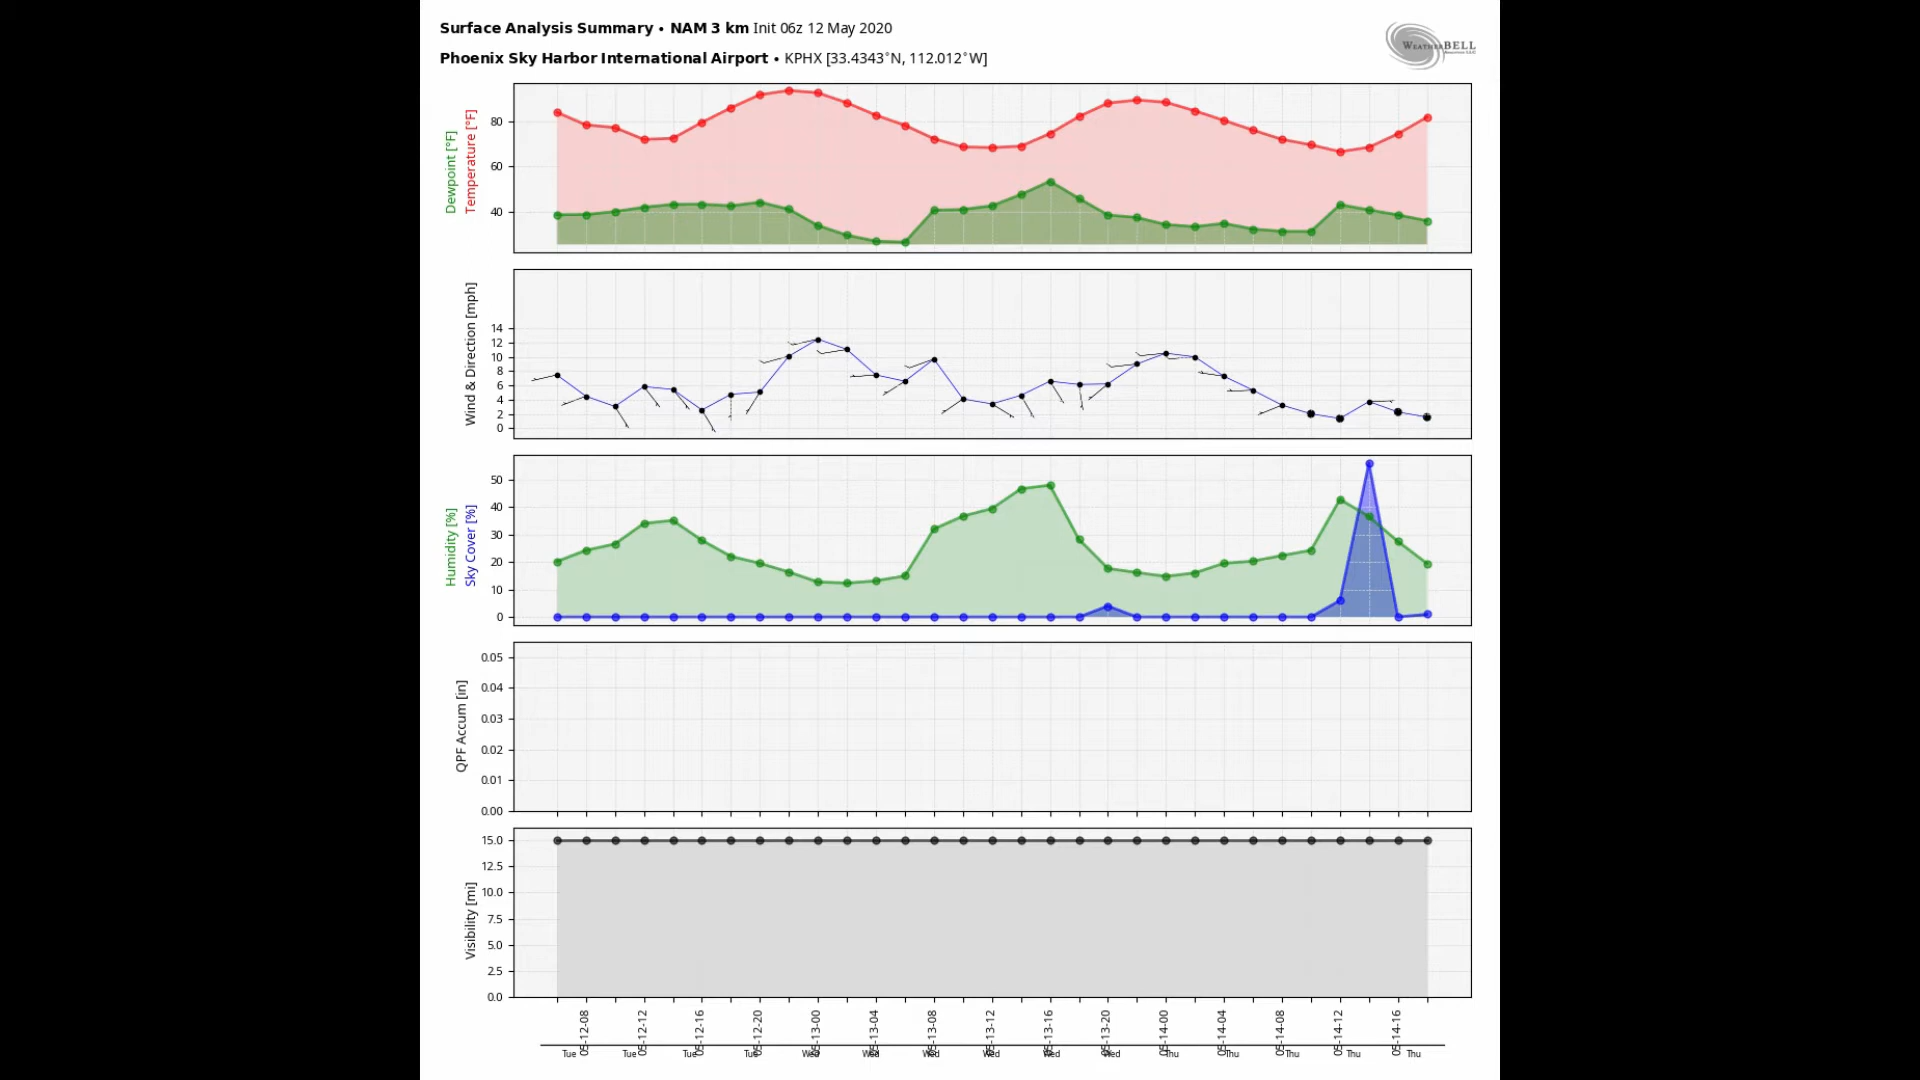 Surface Analysis Summary • NAM 3 km Init 06z 12 May 2020
Phoenix Sky Harbor International Airport • KPHX [33.4343°N, 112.012°W]
WEATHERBELL
Dewpoint [°F]
Temperature [°F]
80
60
40
Wind & Direction [mph]
14
12
10
8
6
4
2
0
Humidity [%]
Sky Cover [%]
50
40
30
20
10
0
QPF Accum [in]
0.05
0.04
0.03
0.02
0.01
0.00
Visibility [mi]
15.0
12.5
10.0
7.5
5.0
2.5
0.0
05-12-08 05-12-12 05-12-16 05-12-20 05-13-00 05-13-04 05-13-08 05-13-12 05-13-16 05-13-20 05-14-00 05-14-04 05-14-08 05-14-12 05-14-16
Tue Tue Tue Tue Wed Wed Wed Wed Wed Wed Thu Thu Thu Thu Thu